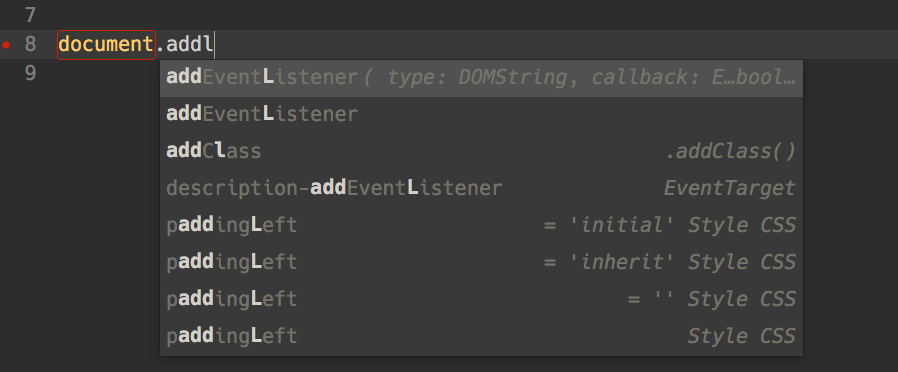 7
8 document.addl
9
addEventListener( type: DOMString, callback: E…bool…
addEventListener
addClass .addClass()
description-addEventListener EventTarget
paddingLeft = 'initial' Style CSS
paddingLeft = 'inherit' Style CSS
paddingLeft = '' Style CSS
paddingLeft Style CSS